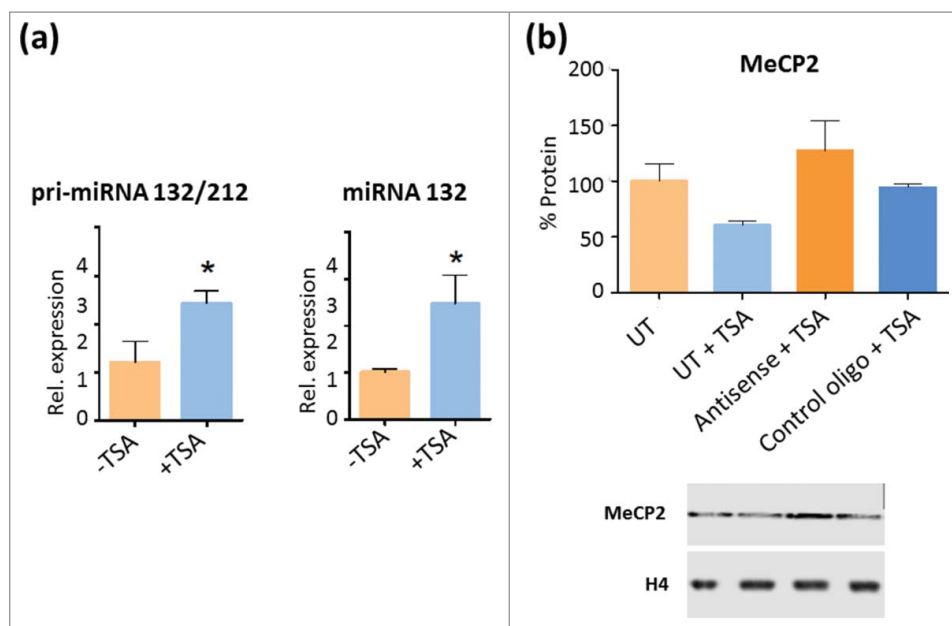 (a)
pri-miRNA 132/212
Rel. expression
4
3
2
1
0
*
-TSA
+TSA
miRNA 132
Rel. expression
4
3
2
1
0
*
-TSA
+TSA
(b)
MeCP2
% Protein
200
150
100
50
0
UT
UT + TSA
Antisense + TSA
Control oligo + TSA
MeCP2
H4